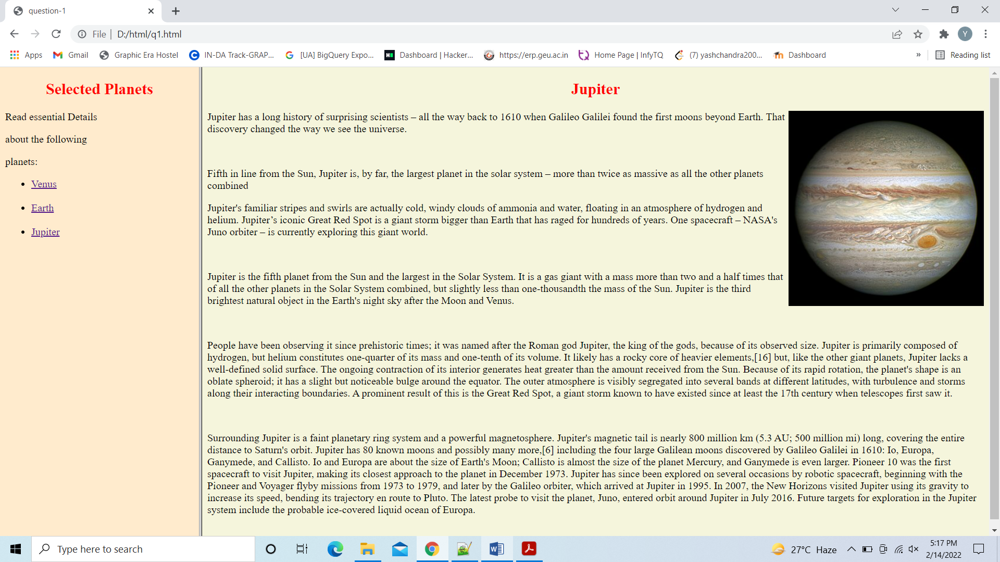 question-1
File | D:/html/q1.html
Apps Gmail Graphic Era Hostel IN-DA Track-GRAP... [UA] BigQuery Expo... Dashboard | Hacker... https://erp.geu.ac.in Home Page | InfyTQ (7) yashchandra200... Dashboard » Reading list
Y
Selected Planets
Read essential Details
about the following
planets:
• Venus
• Earth
• Jupiter
Jupiter
Jupiter has a long history of surprising scientists – all the way back to 1610 when Galileo Galilei found the first moons beyond Earth. That
discovery changed the way we see the universe.
Fifth in line from the Sun, Jupiter is, by far, the largest planet in the solar system – more than twice as massive as all the other planets
combined
Jupiter's familiar stripes and swirls are actually cold, windy clouds of ammonia and water, floating in an atmosphere of hydrogen and
helium. Jupiter’s iconic Great Red Spot is a giant storm bigger than Earth that has raged for hundreds of years. One spacecraft – NASA's
Juno orbiter – is currently exploring this giant world.
Jupiter is the fifth planet from the Sun and the largest in the Solar System. It is a gas giant with a mass more than two and a half times that
of all the other planets in the Solar System combined, but slightly less than one-thousandth the mass of the Sun. Jupiter is the third
brightest natural object in the Earth's night sky after the Moon and Venus.
People have been observing it since prehistoric times; it was named after the Roman god Jupiter, the king of the gods, because of its observed size. Jupiter is primarily composed of
hydrogen, but helium constitutes one-quarter of its mass and one-tenth of its volume. It likely has a rocky core of heavier elements,[16] but, like the other giant planets, Jupiter lacks a
well-defined solid surface. The ongoing contraction of its interior generates heat greater than the amount received from the Sun. Because of its rapid rotation, the planet's shape is an
oblate spheroid; it has a slight but noticeable bulge around the equator. The outer atmosphere is visibly segregated into several bands at different latitudes, with turbulence and storms
along their interacting boundaries. A prominent result of this is the Great Red Spot, a giant storm known to have existed since at least the 17th century when telescopes first saw it.
Surrounding Jupiter is a faint planetary ring system and a powerful magnetosphere. Jupiter's magnetic tail is nearly 800 million km (5.3 AU; 500 million mi) long, covering the entire
distance to Saturn's orbit. Jupiter has 80 known moons and possibly many more,[6] including the four large Galilean moons discovered by Galileo Galilei in 1610: Io, Europa,
Ganymede, and Callisto. Io and Europa are about the size of Earth's Moon; Callisto is almost the size of the planet Mercury, and Ganymede is even larger. Pioneer 10 was the first
spacecraft to visit Jupiter, making its closest approach to the planet in December 1973. Jupiter has since been explored on several occasions by robotic spacecraft, beginning with the
Pioneer and Voyager flyby missions from 1973 to 1979, and later by the Galileo orbiter, which arrived at Jupiter in 1995. In 2007, the New Horizons visited Jupiter using its gravity to
increase its speed, bending its trajectory en route to Pluto. The latest probe to visit the planet, Juno, entered orbit around Jupiter in July 2016. Future targets for exploration in the Jupiter
system include the probable ice-covered liquid ocean of Europa.
Type here to search
27°C Haze
5:17 PM
2/14/2022